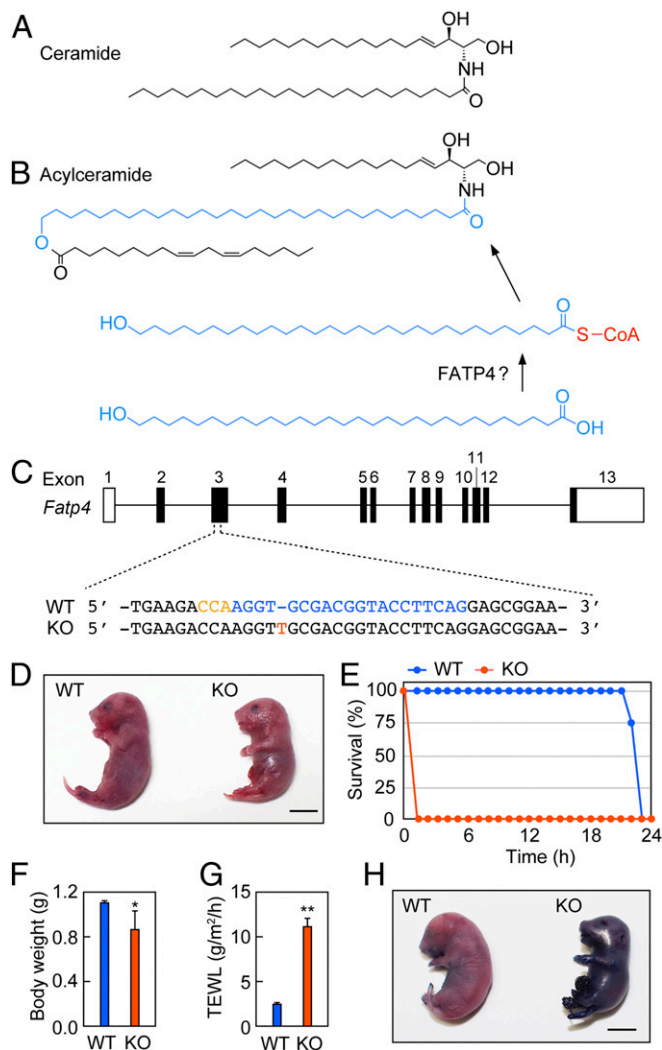 A
Ceramide
OH
OH
NH
O
B
Acylceramide
OH
OH
NH
O
O
O
HO
O
S–CoA
FATP4?
HO
O
OH
C
Exon
1 2 3 4 5 6 7 8 9 10 11 12 13
Fatp4
WT 5′ -TGAAGACCAAGGT-GCGACGGTACCTTCAGGAGCGGAA- 3′
KO 5′ -TGAAGACCAAGGTTGCGACGGTACCTTCAGGAGCGGAA- 3′
D
WT KO
E
WT KO
Survival (%)
100
75
50
25
0
0 6 12 18 24
Time (h)
F
Body weight (g)
1.2
0.8
0.4
0.0
*
WT KO
G
TEWL (g/m²/h)
15
10
5
0
**
WT KO
H
WT KO